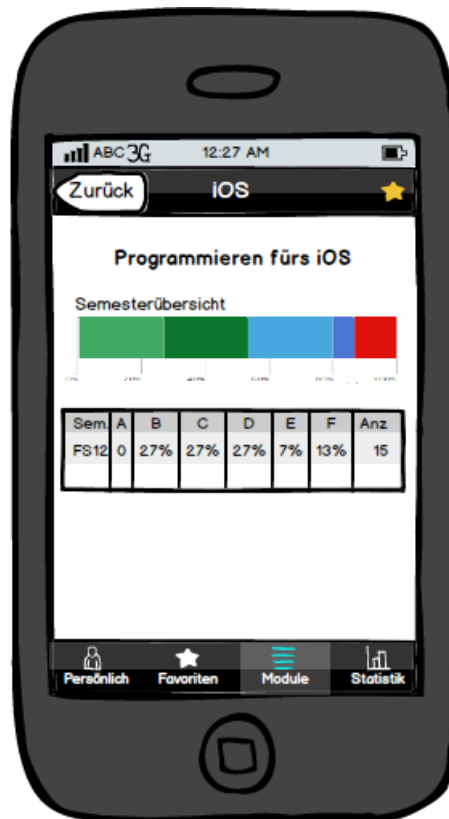 ABC 3G 12:27 AM
Zurück iOS
Programmieren fürs iOS
Semesterübersicht
Sem. A B C D E F Anz
FS12 0 27% 27% 27% 7% 13% 15
Persönlich Favoriten Module Statistik